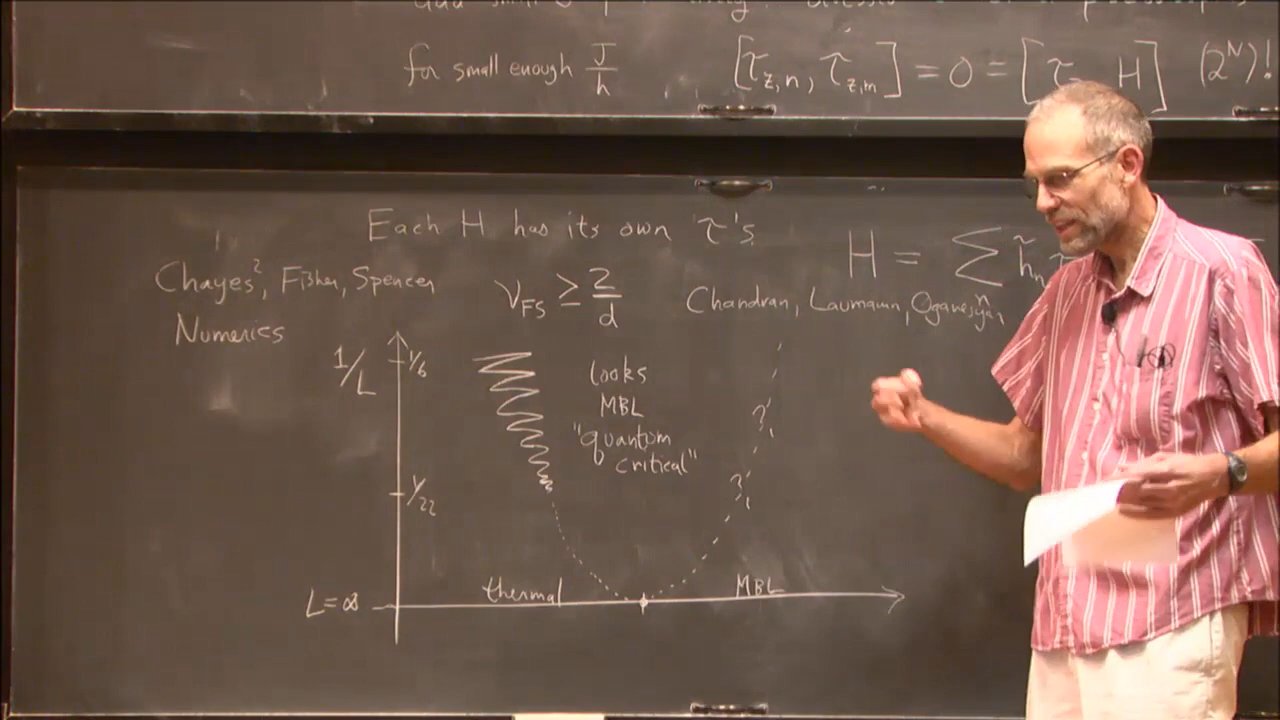 for small enough J/h [τz,n, τz,m] = 0 = [τ H] (2^N)!
Each H has its own τ's
H = Σ h̃n
Chayes², Fisher, Spencer
νFS ≥ 2/d
Chandran, Laumann, Oganesyan
Numerics
1/L
1/6
looks
MBL
"quantum
critical"
?
?
1/22
thermal
MBL
L=∞